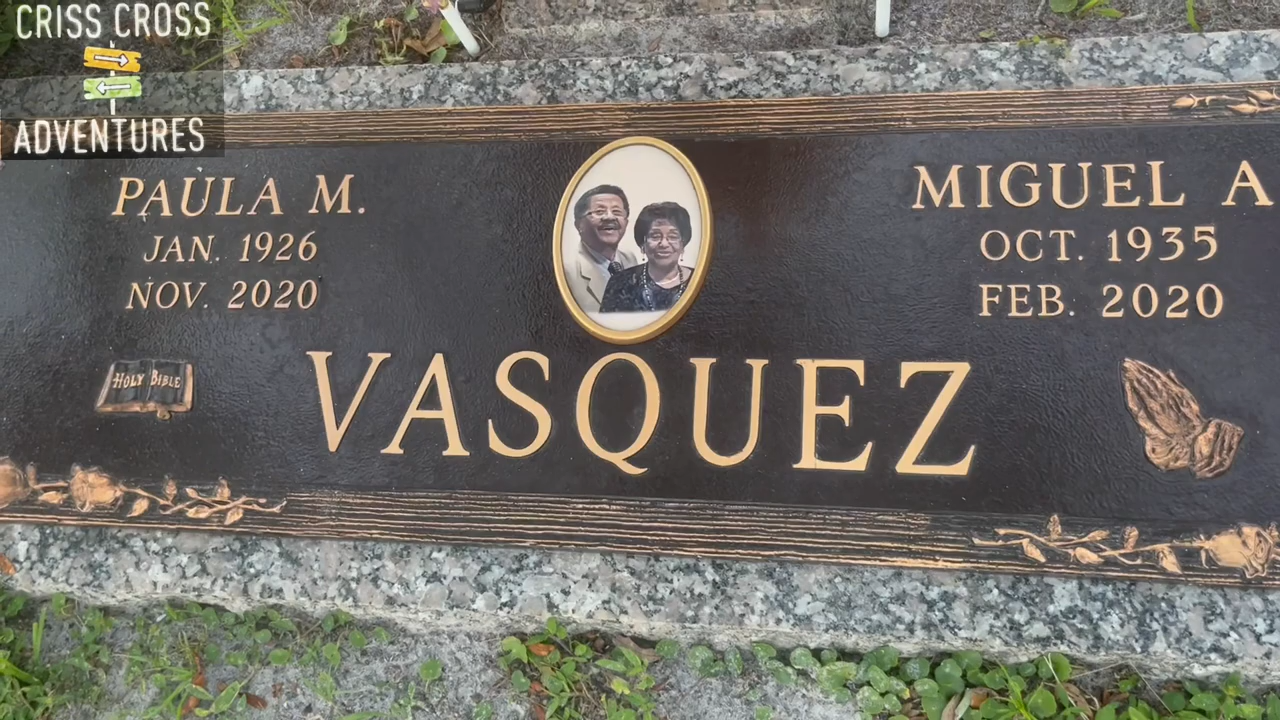 CRISS CROSS
ADVENTURES
PAULA M.
JAN. 1926
NOV. 2020
MIGUEL A
OCT. 1935
FEB. 2020
HOLY BIBLE
VASQUEZ